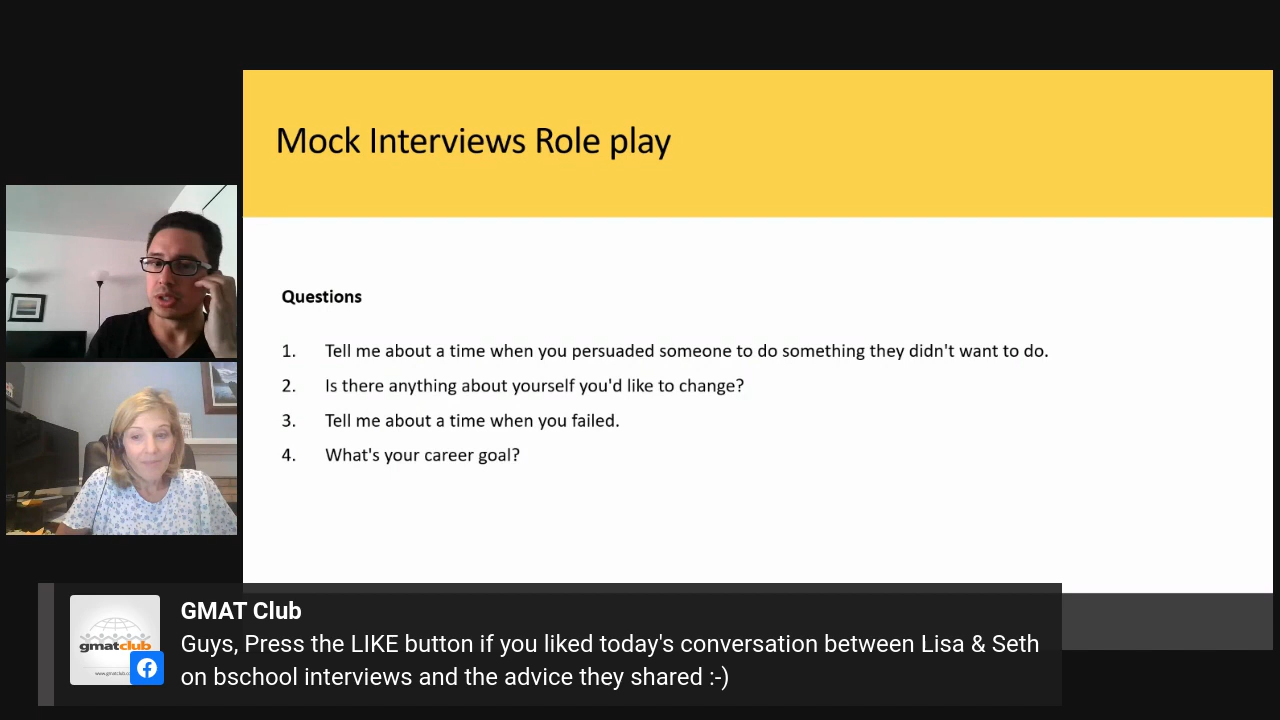 Mock Interviews Role play
Questions
1. Tell me about a time when you persuaded someone to do something they didn't want to do.
2. Is there anything about yourself you'd like to change?
3. Tell me about a time when you failed.
4. What's your career goal?
GMAT Club
Guys, Press the LIKE button if you liked today's conversation between Lisa & Seth
on bschool interviews and the advice they shared :-)
gmatclub